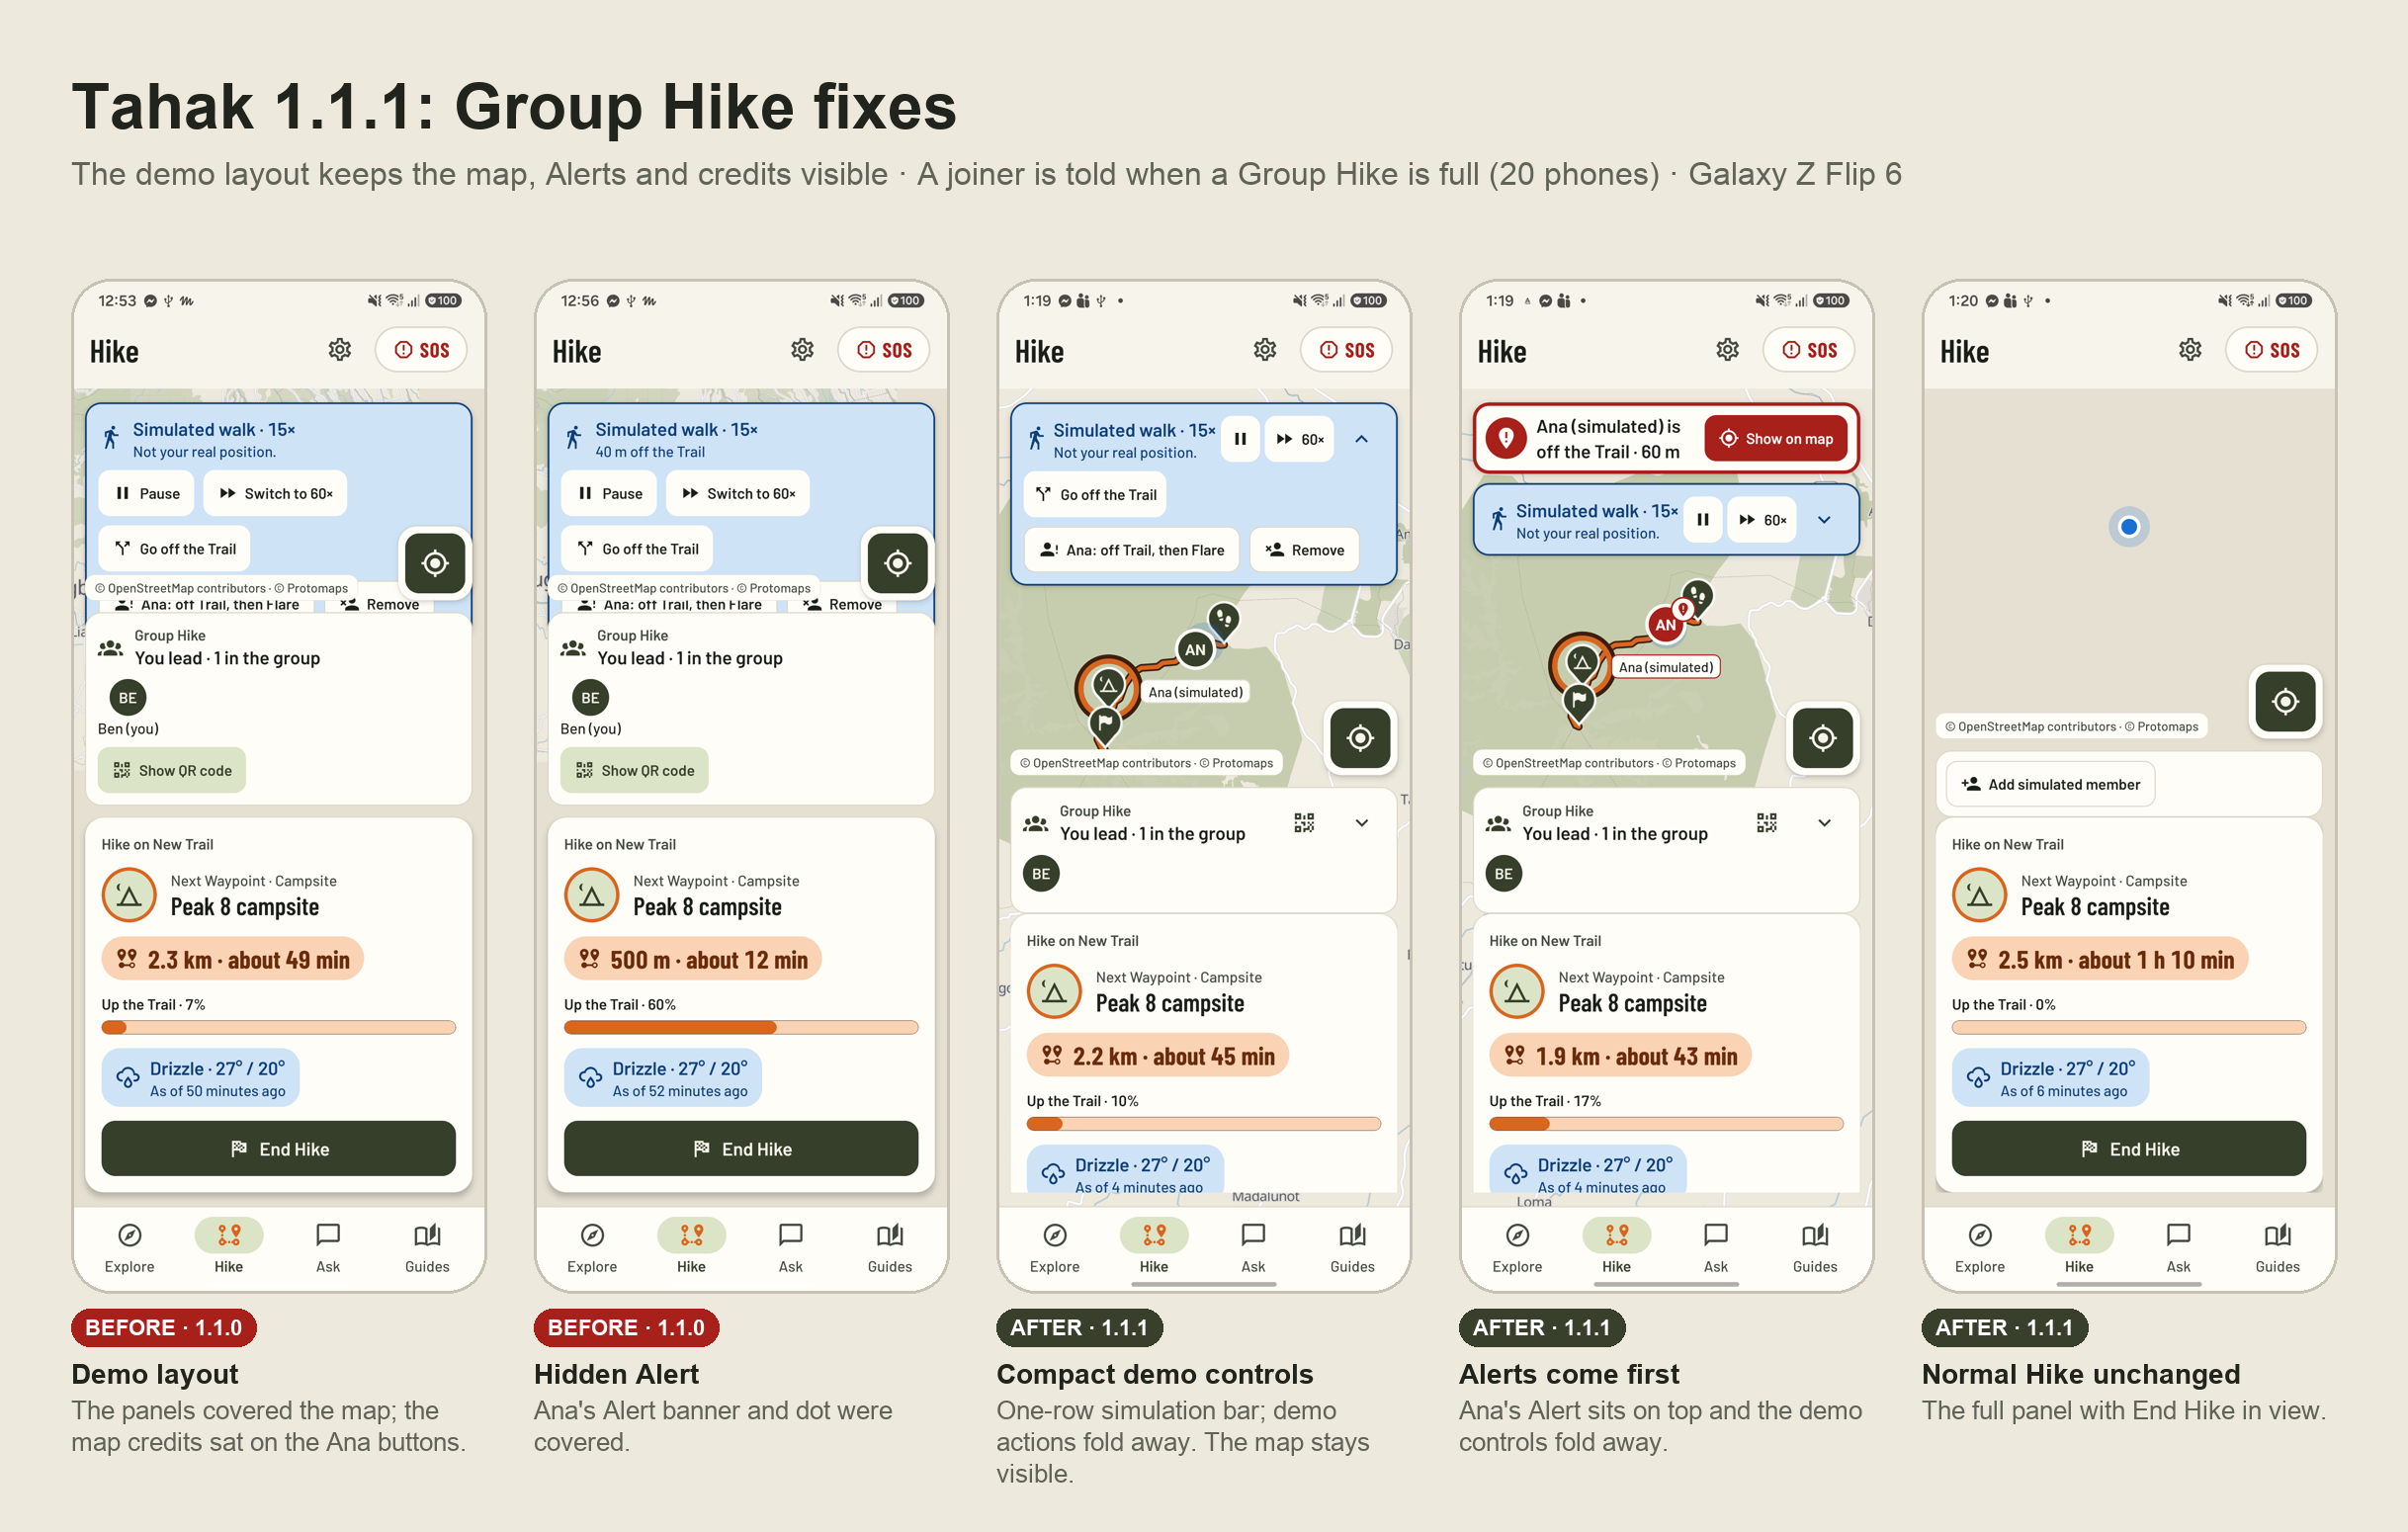 Tahak 1.1.1: Group Hike fixes
The demo layout keeps the map, Alerts and credits visible · A joiner is told when a Group Hike is full (20 phones) · Galaxy Z Flip 6
12:53
100
Hike
SOS
Simulated walk · 15×
Not your real position.
Pause
Switch to 60×
Go off the Trail
© OpenStreetMap contributors · © Protomaps
Ana: off Trail, then Flare
Remove
Group Hike
You lead · 1 in the group
BE
Ben (you)
Show QR code
Hike on New Trail
Next Waypoint · Campsite
Peak 8 campsite
2.3 km · about 49 min
Up the Trail · 7%
Drizzle · 27° / 20°
As of 50 minutes ago
End Hike
Explore
Hike
Ask
Guides
BEFORE · 1.1.0
Demo layout
The panels covered the map; the
map credits sat on the Ana buttons.
12:56
100
Hike
SOS
Simulated walk · 15×
40 m off the Trail
Pause
Switch to 60×
Go off the Trail
© OpenStreetMap contributors · © Protomaps
Ana: off Trail, then Flare
Remove
Group Hike
You lead · 1 in the group
BE
Ben (you)
Show QR code
Hike on New Trail
Next Waypoint · Campsite
Peak 8 campsite
500 m · about 12 min
Up the Trail · 60%
Drizzle · 27° / 20°
As of 52 minutes ago
End Hike
Explore
Hike
Ask
Guides
BEFORE · 1.1.0
Hidden Alert
Ana's Alert banner and dot were
covered.
1:19
100
Hike
SOS
Simulated walk · 15×
Not your real position.
60×
Go off the Trail
Ana: off Trail, then Flare
Remove
AN
Ana (simulated)
© OpenStreetMap contributors · © Protomaps
Group Hike
You lead · 1 in the group
BE
Hike on New Trail
Next Waypoint · Campsite
Peak 8 campsite
2.2 km · about 45 min
Up the Trail · 10%
Drizzle · 27° / 20°
As of 4 minutes ago
Madalunot
Explore
Hike
Ask
Guides
AFTER · 1.1.1
Compact demo controls
One-row simulation bar; demo
actions fold away. The map stays
visible.
1:19
100
Hike
SOS
Ana (simulated) is
off the Trail · 60 m
Show on map
Simulated walk · 15×
Not your real position.
60×
AN
Ana (simulated)
© OpenStreetMap contributors · © Protomaps
Group Hike
You lead · 1 in the group
BE
Hike on New Trail
Next Waypoint · Campsite
Peak 8 campsite
1.9 km · about 43 min
Up the Trail · 17%
Drizzle · 27° / 20°
As of 4 minutes ago
Loma
Explore
Hike
Ask
Guides
AFTER · 1.1.1
Alerts come first
Ana's Alert sits on top and the demo
controls fold away.
1:20
100
Hike
SOS
© OpenStreetMap contributors · © Protomaps
Add simulated member
Hike on New Trail
Next Waypoint · Campsite
Peak 8 campsite
2.5 km · about 1 h 10 min
Up the Trail · 0%
Drizzle · 27° / 20°
As of 6 minutes ago
End Hike
Explore
Hike
Ask
Guides
AFTER · 1.1.1
Normal Hike unchanged
The full panel with End Hike in view.